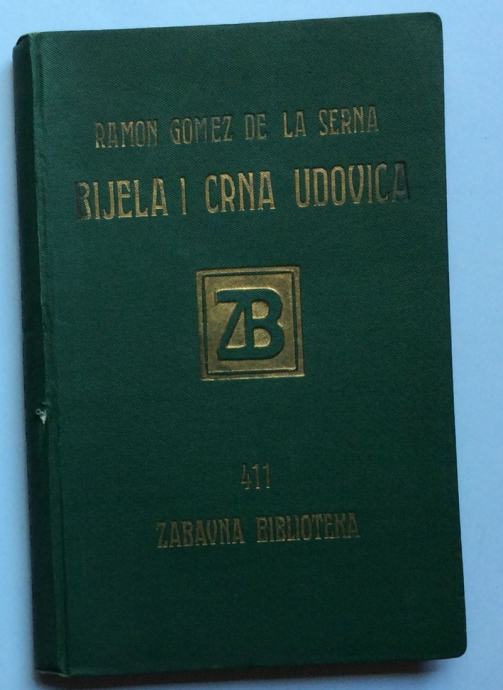 RAMON GOMEZ DE LA SERNA
BIJELA I CRNA UDOVICA
ZB
411
ZABAVNA BIBLIOTEKA